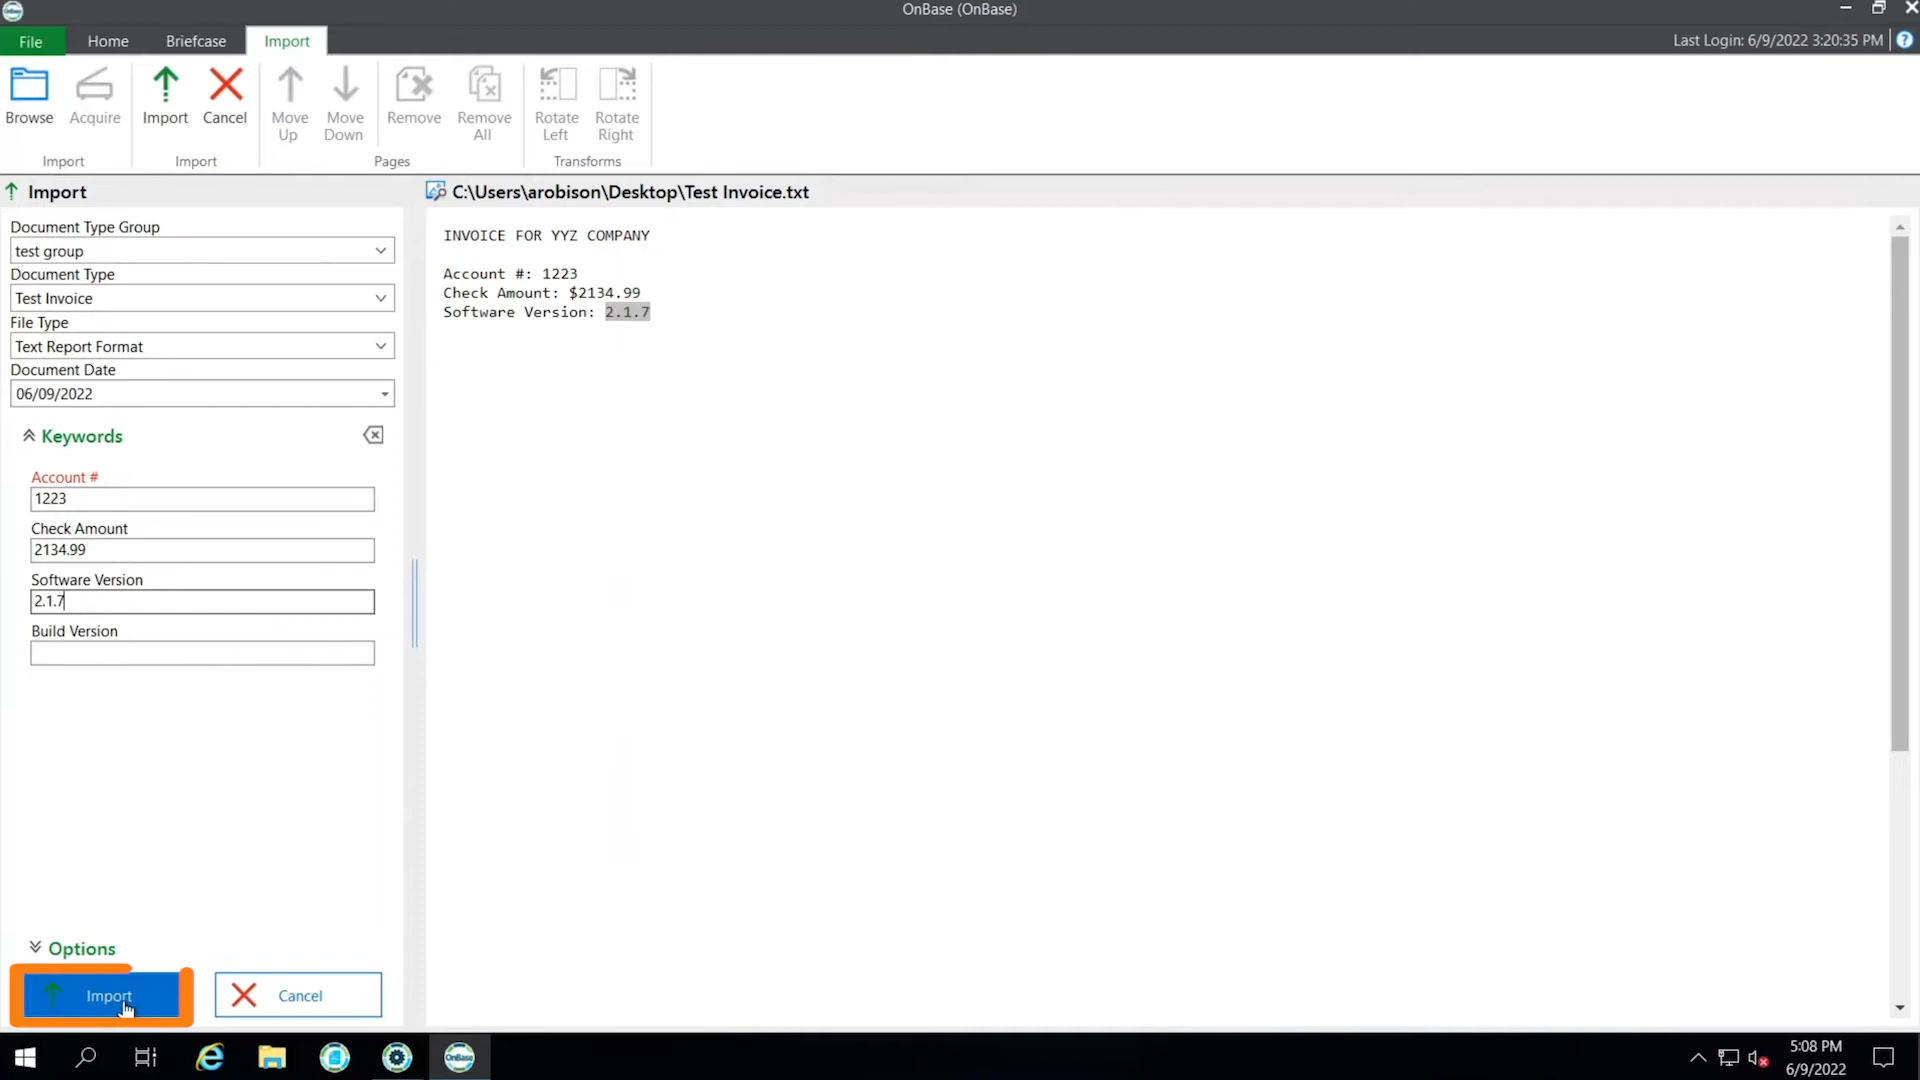 OnBase (OnBase)
File
Home
Briefcase
Import
Last Login: 6/9/2022 3:20:35 PM
?
Browse
Acquire
Import
Cancel
Move Up
Move Down
Remove
Remove All
Rotate Left
Rotate Right
Import
Import
Pages
Transforms
Import
C:\Users\arobison\Desktop\Test Invoice.txt
Document Type Group
test group
Document Type
Test Invoice
File Type
Text Report Format
Document Date
06/09/2022
Keywords
Account #
1223
Check Amount
2134.99
Software Version
2.1.7
Build Version
INVOICE FOR YYZ COMPANY
Account #: 1223
Check Amount: $2134.99
Software Version: 2.1.7
Options
Import
Cancel
OnBase
5:08 PM
6/9/2022